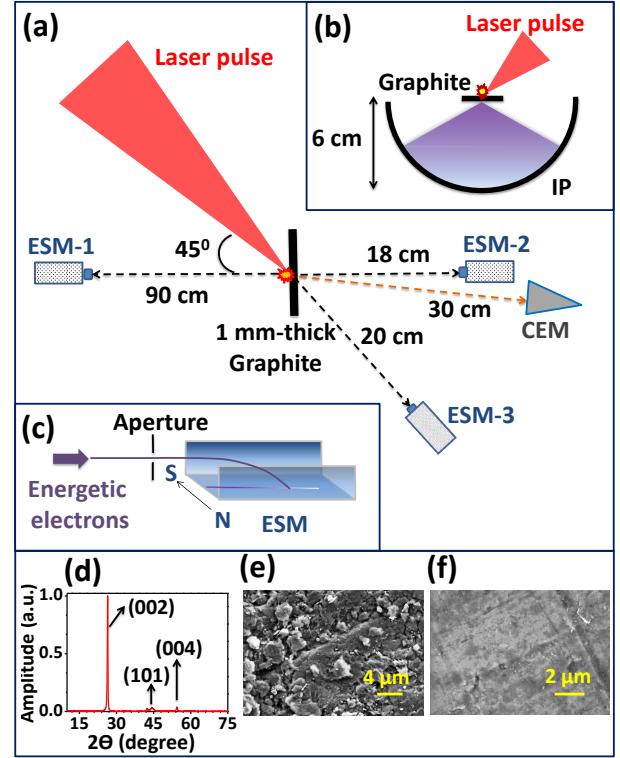 (a)
Laser pulse
45⁰
ESM-1
90 cm
18 cm
ESM-2
30 cm
CEM
20 cm
1 mm-thick
Graphite
ESM-3
(b)
Laser pulse
Graphite
6 cm
IP
(c)
Aperture
Energetic
electrons
S
N
ESM
(d)
Amplitude (a.u.)
1.0
0.5
0.0
(002)
(101)
(004)
15 30 45 60 75
2Θ (degree)
(e)
4 μm
(f)
2 μm